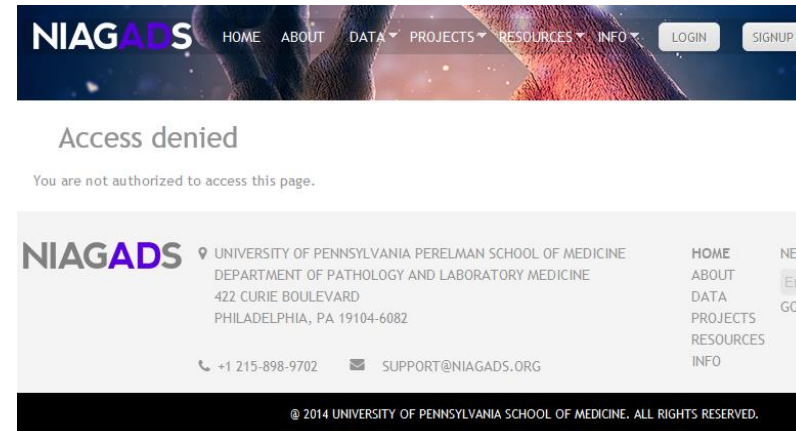 NIAGADS HOME ABOUT DATA PROJECTS RESOURCES INFO LOGIN SIGNUP
Access denied
You are not authorized to access this page.
NIAGADS
UNIVERSITY OF PENNSYLVANIA PERELMAN SCHOOL OF MEDICINE
DEPARTMENT OF PATHOLOGY AND LABORATORY MEDICINE
422 CURIE BOULEVARD
PHILADELPHIA, PA 19104-6082
+1 215-898-9702 SUPPORT@NIAGADS.ORG
HOME
ABOUT
DATA
PROJECTS
RESOURCES
INFO
@ 2014 UNIVERSITY OF PENNSYLVANIA SCHOOL OF MEDICINE. ALL RIGHTS RESERVED.